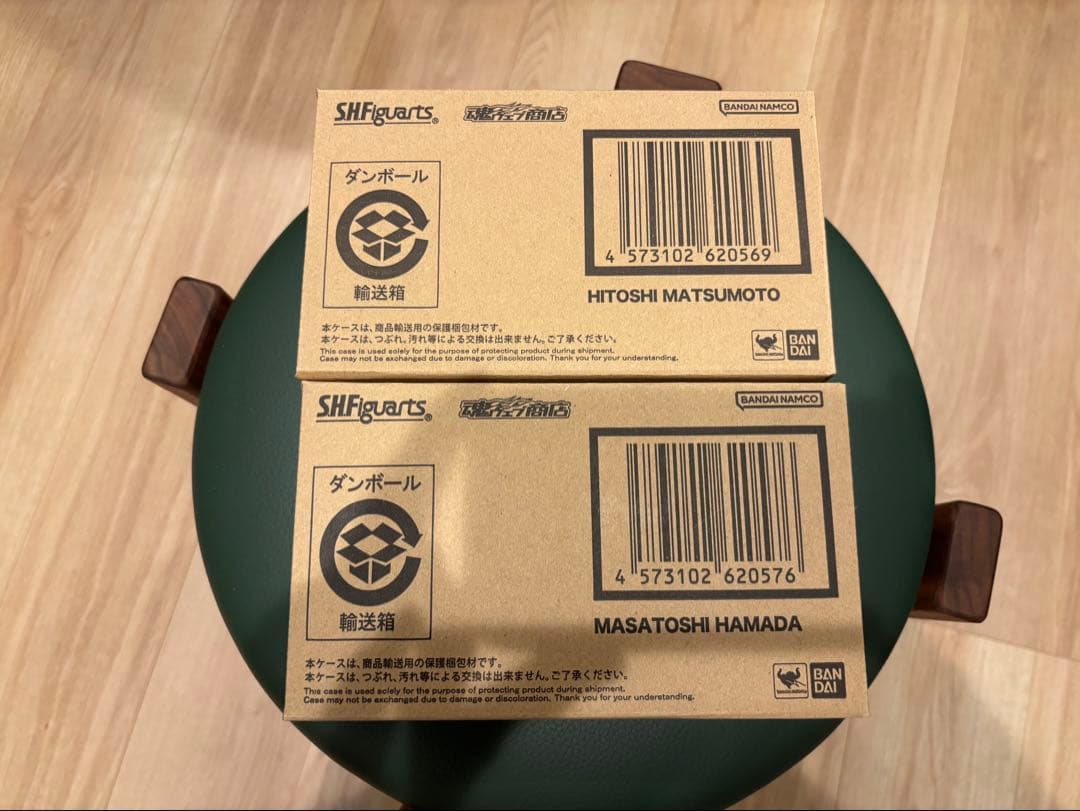 S.H.Figuarts®
魂ウェブ商店
BANDAI NAMCO
ダンボール
輸送箱
4 573102 620569
HITOSHI MATSUMOTO
本ケースは、商品輸送用の保護梱包材です。
本ケースは、つぶれ、汚れ等による交換は出来ません。ご了承ください。
This case is used solely for the purpose of protecting product during shipment.
Case may not be exchanged due to damage or discoloration. Thank you for your understanding.
BAN
DAI
S.H.Figuarts®
魂ウェブ商店
BANDAI NAMCO
ダンボール
輸送箱
4 573102 620576
MASATOSHI HAMADA
本ケースは、商品輸送用の保護梱包材です。
本ケースは、つぶれ、汚れ等による交換は出来ません。ご了承ください。
This case is used solely for the purpose of protecting product during shipment.
Case may not be exchanged due to damage or discoloration. Thank you for your understanding.
BAN
DAI